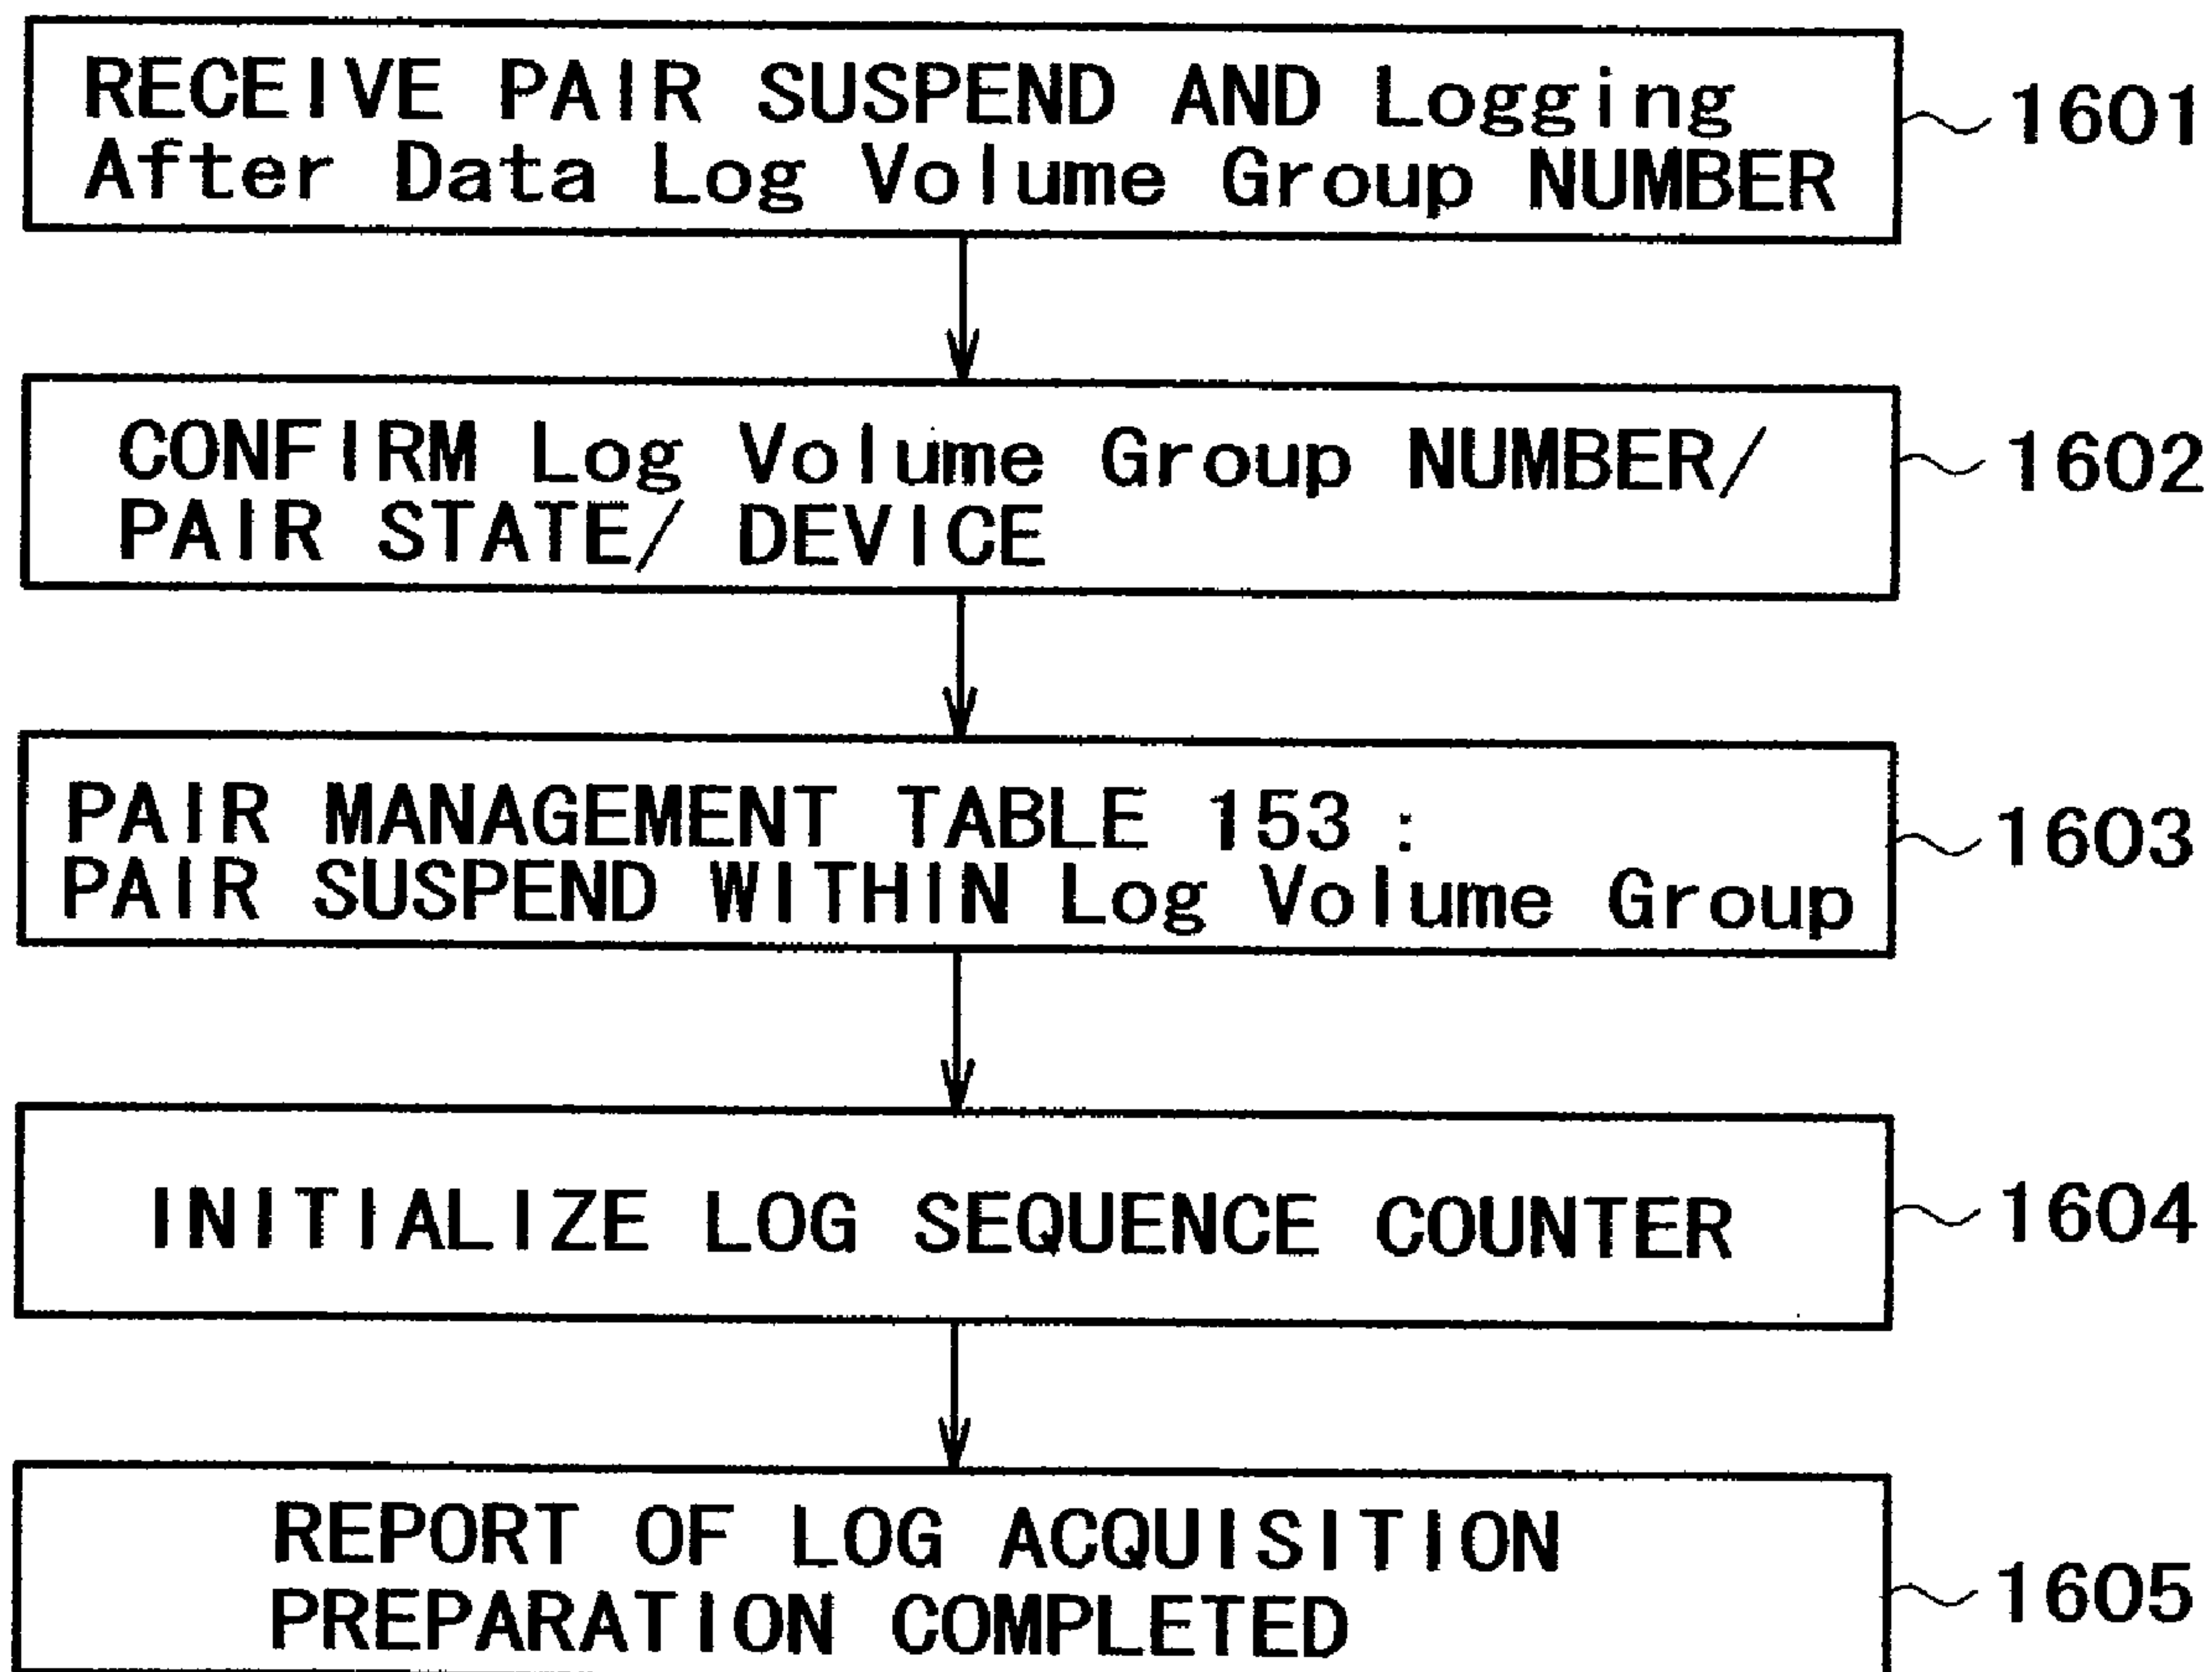 RECEIVE PAIR SUSPEND AND Logging
After Data Log Volume Group NUMBER
1601
CONFIRM Log Volume Group NUMBER/
PAIR STATE/ DEVICE
1602
PAIR MANAGEMENT TABLE 153 :
PAIR SUSPEND WITHIN Log Volume Group
1603
INITIALIZE LOG SEQUENCE COUNTER
1604
REPORT OF LOG ACQUISITION
PREPARATION COMPLETED
1605